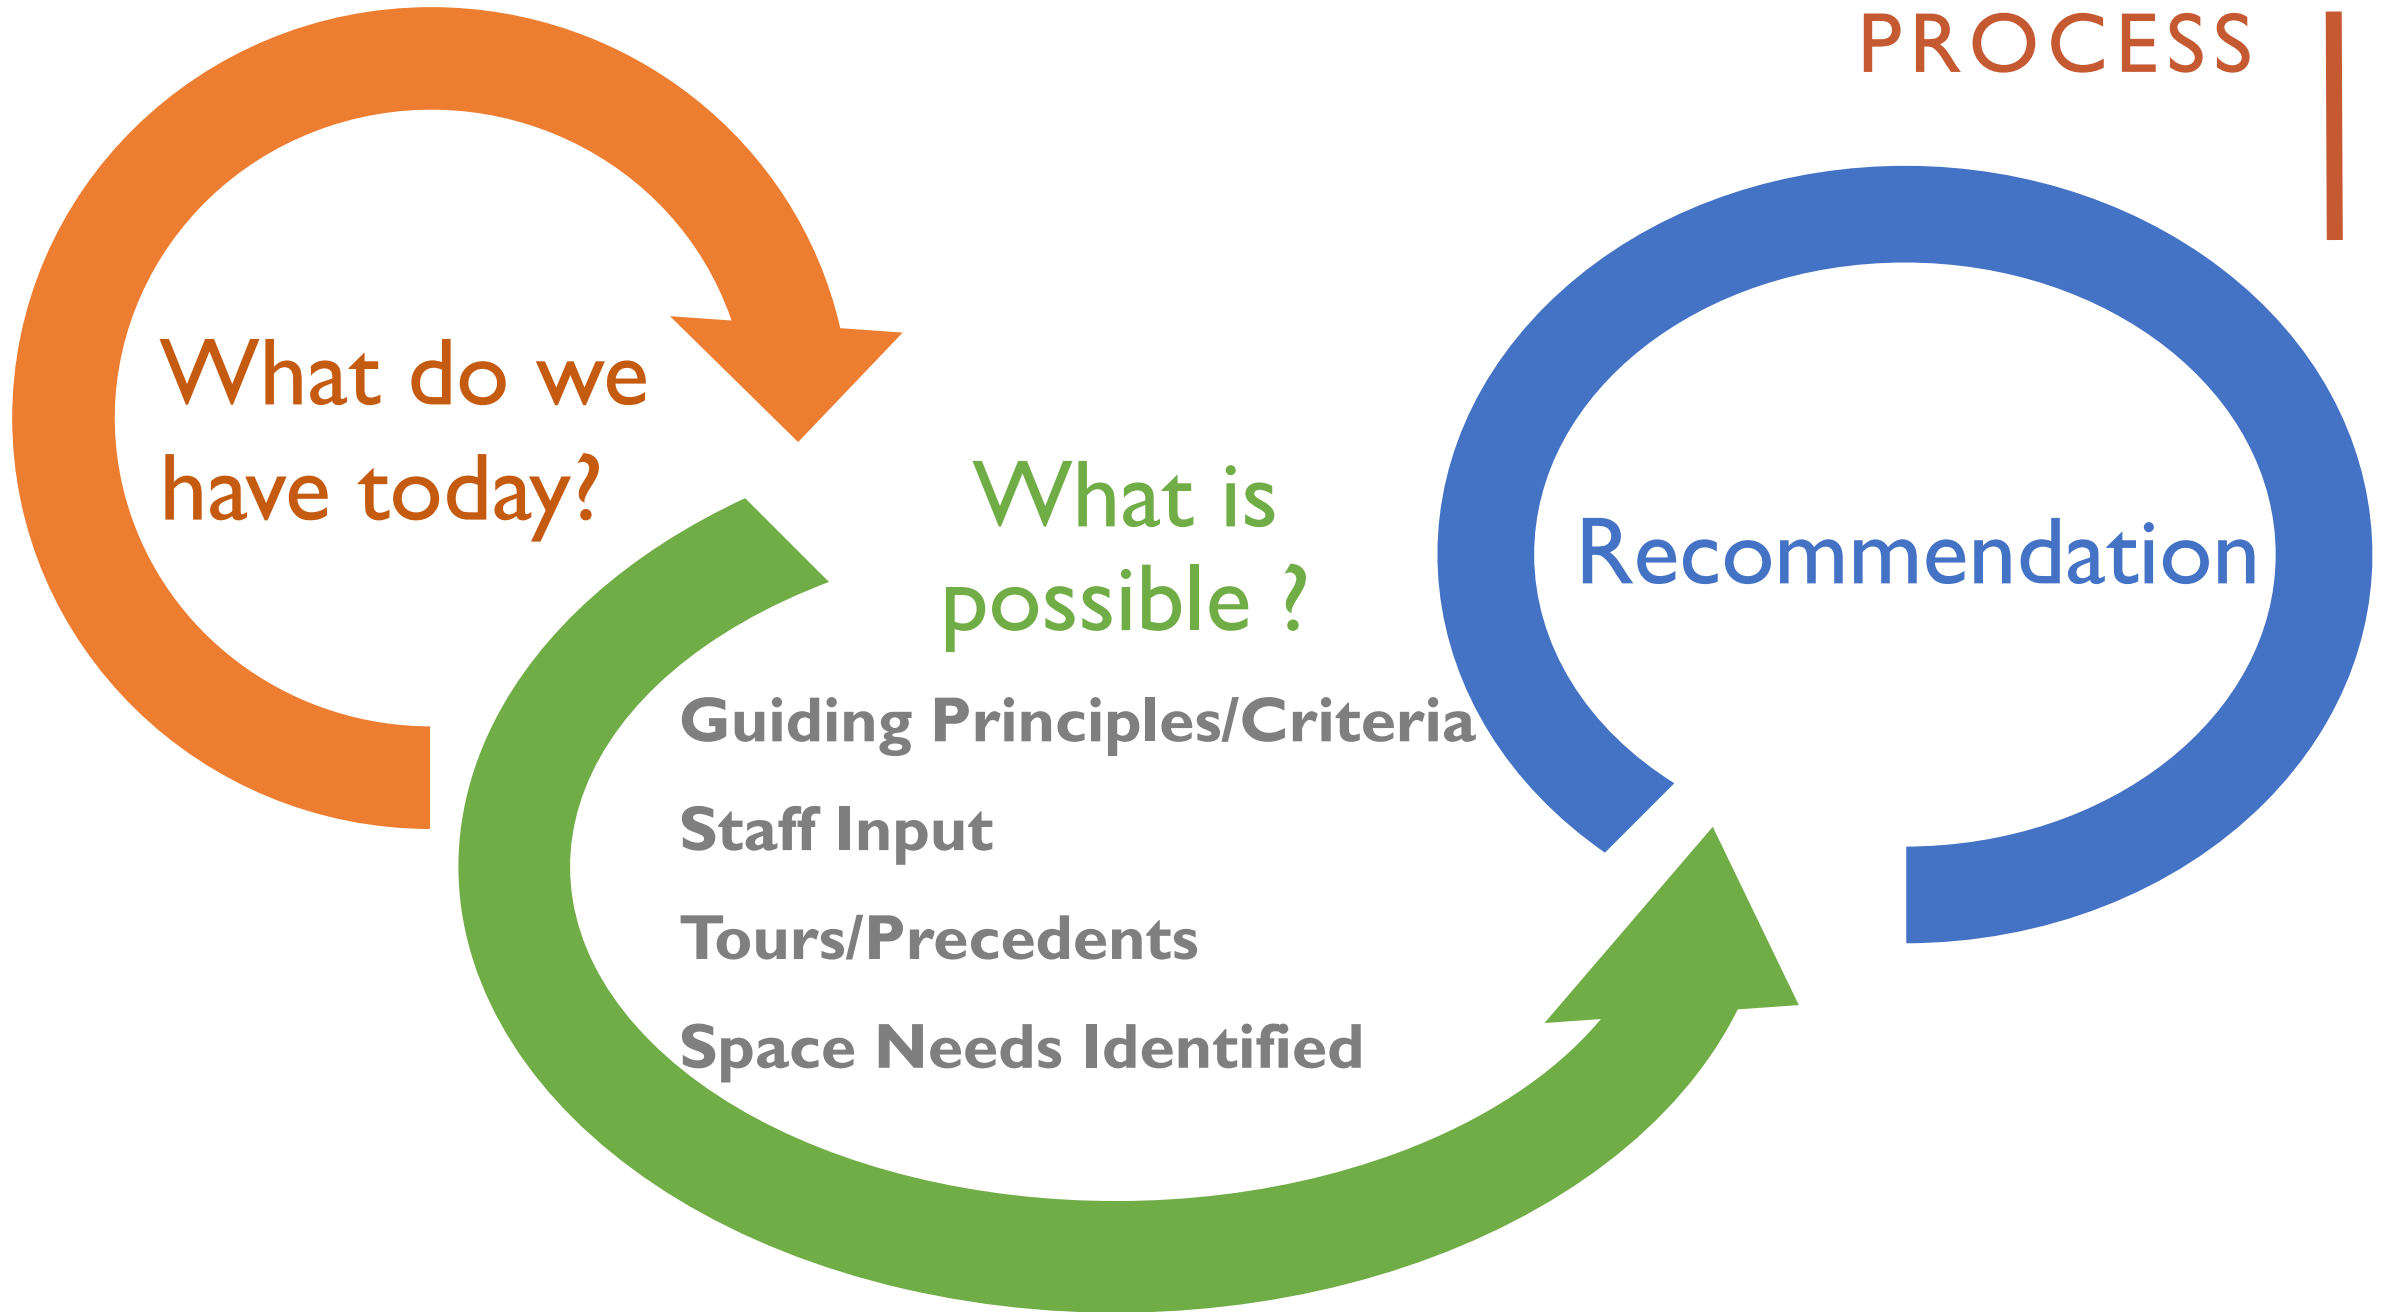 PROCESS
What do we
have today?
What is
possible ?
Guiding Principles/Criteria
Staff Input
Tours/Precedents
Space Needs Identified
Recommendation